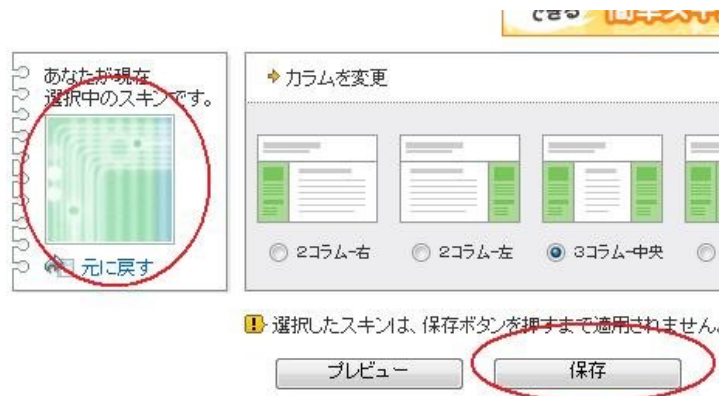 できる 簡単スキ
あなたが現在
選択中のスキンです。
元に戻す
カラムを変更
2コラム-右
2コラム-左
3コラム-中央
選択したスキンは、保存ボタンを押すまで適用されません。
プレビュー
保存